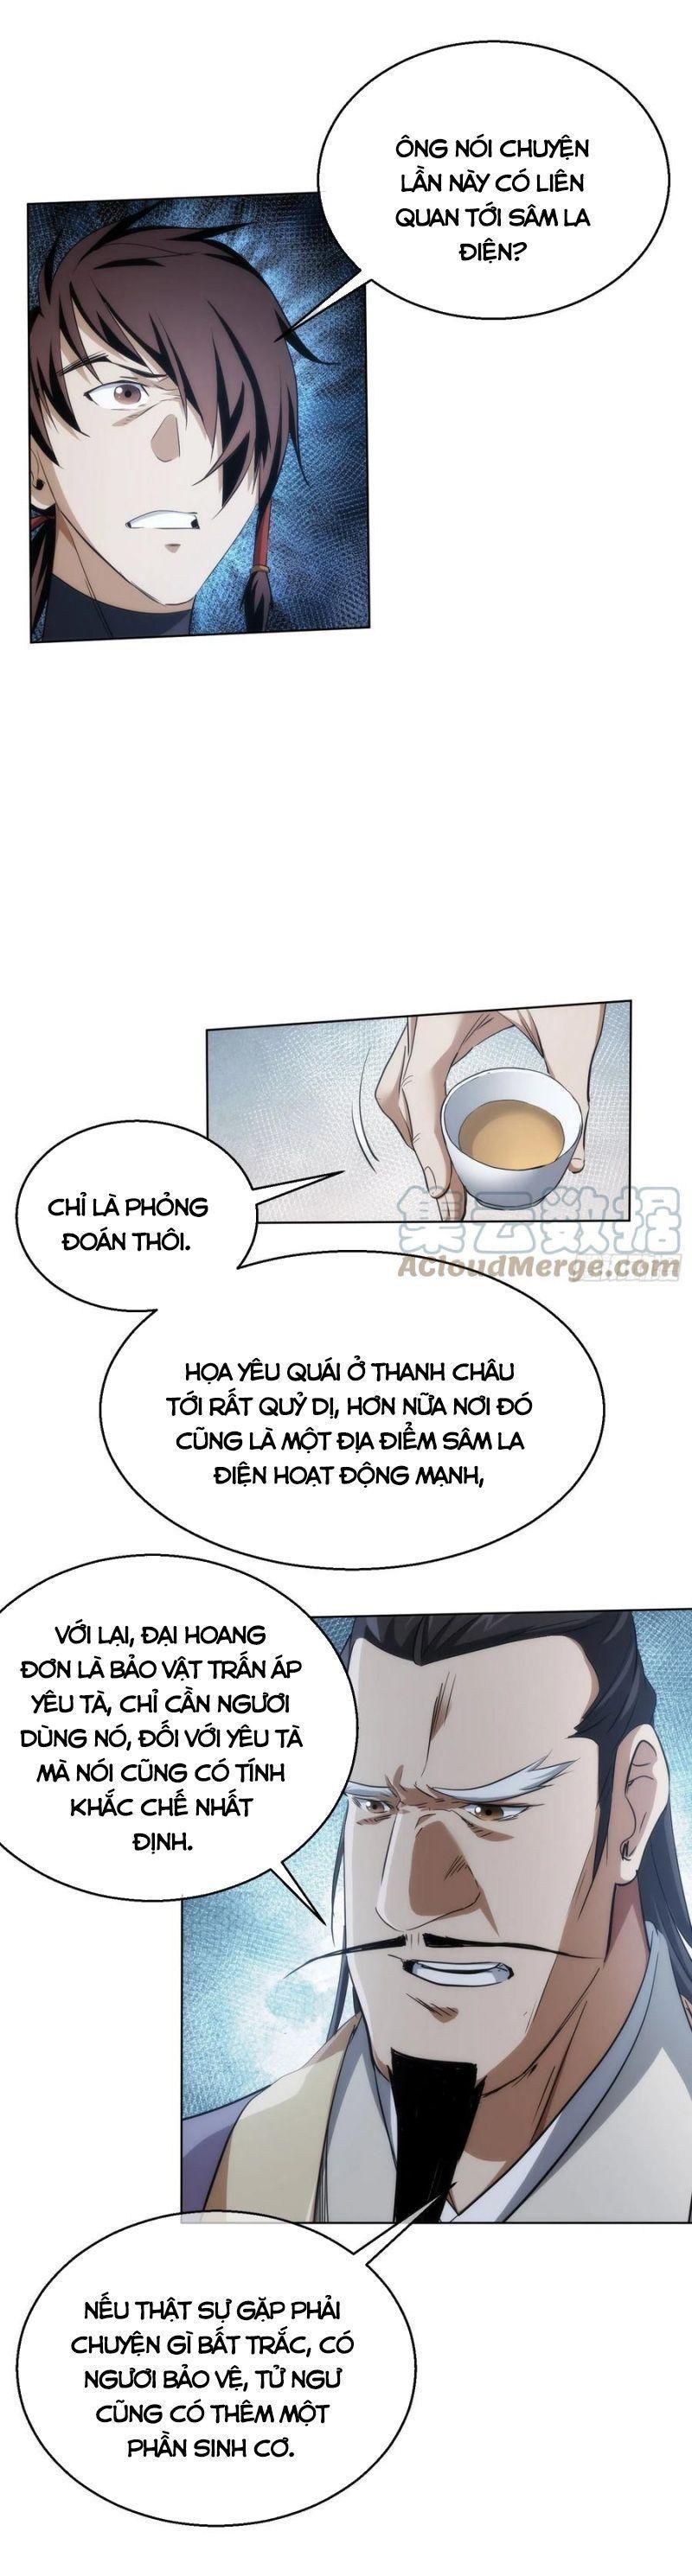 ÔNG NÓI CHUYỆN
LẦN NÀY CÓ LIÊN
QUAN TỚI SÂM LA
ĐIỆN?
CHỈ LÀ PHỎNG
ĐOÁN THÔI.
集云数据
AcloudMerge.com
HỌA YÊU QUÁI Ở THANH CHÂU
TỚI RẤT QUỶ DỊ, HƠN NỮA NƠI ĐÓ
CŨNG LÀ MỘT ĐỊA ĐIỂM SÂM LA
ĐIỆN HOẠT ĐỘNG MẠNH,
VỚI LẠI, ĐẠI HOANG
ĐƠN LÀ BẢO VẬT TRẤN ÁP
YÊU TÀ, CHỈ CẦN NGƯƠI
DÙNG NÓ, ĐỐI VỚI YÊU TÀ
MÀ NÓI CŨNG CÓ TÍNH
KHẮC CHẾ NHẤT
ĐỊNH.
NẾU THẬT SỰ GẶP PHẢI
CHUYỆN GÌ BẤT TRẮC, CÓ
NGƯƠI BẢO VỆ, TỬ NGƯ
CŨNG CÓ THÊM MỘT
PHẦN SINH CƠ.